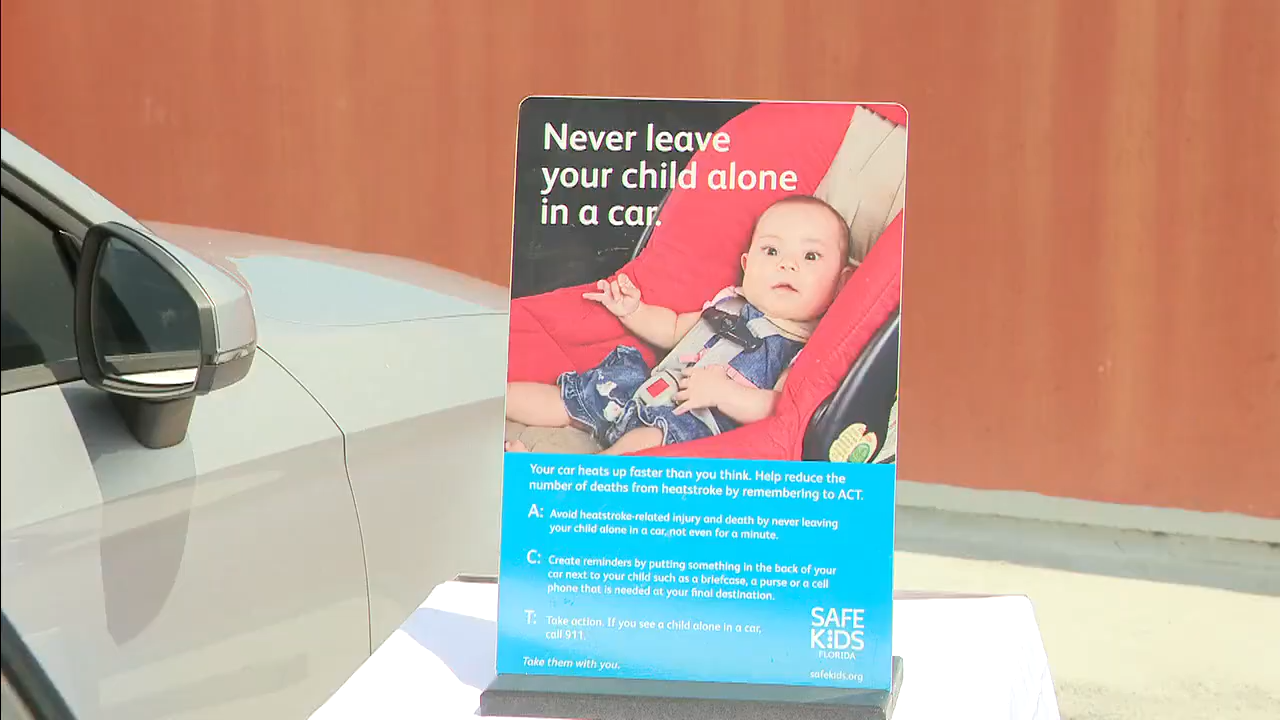 Never leave
your child alone
in a car.
Your car heats up faster than you think. Help reduce the
number of deaths from heatstroke by remembering to ACT.
A: Avoid heatstroke-related injury and death by never leaving
your child alone in a car, not even for a minute.
C: Create reminders by putting something in the back of your
car next to your child such as a briefcase, a purse or a cell
phone that is needed at your final destination.
T: Take action. If you see a child alone in a car,
call 911.
Take them with you.
SAFE
KIDS
FLORIDA
safekids.org